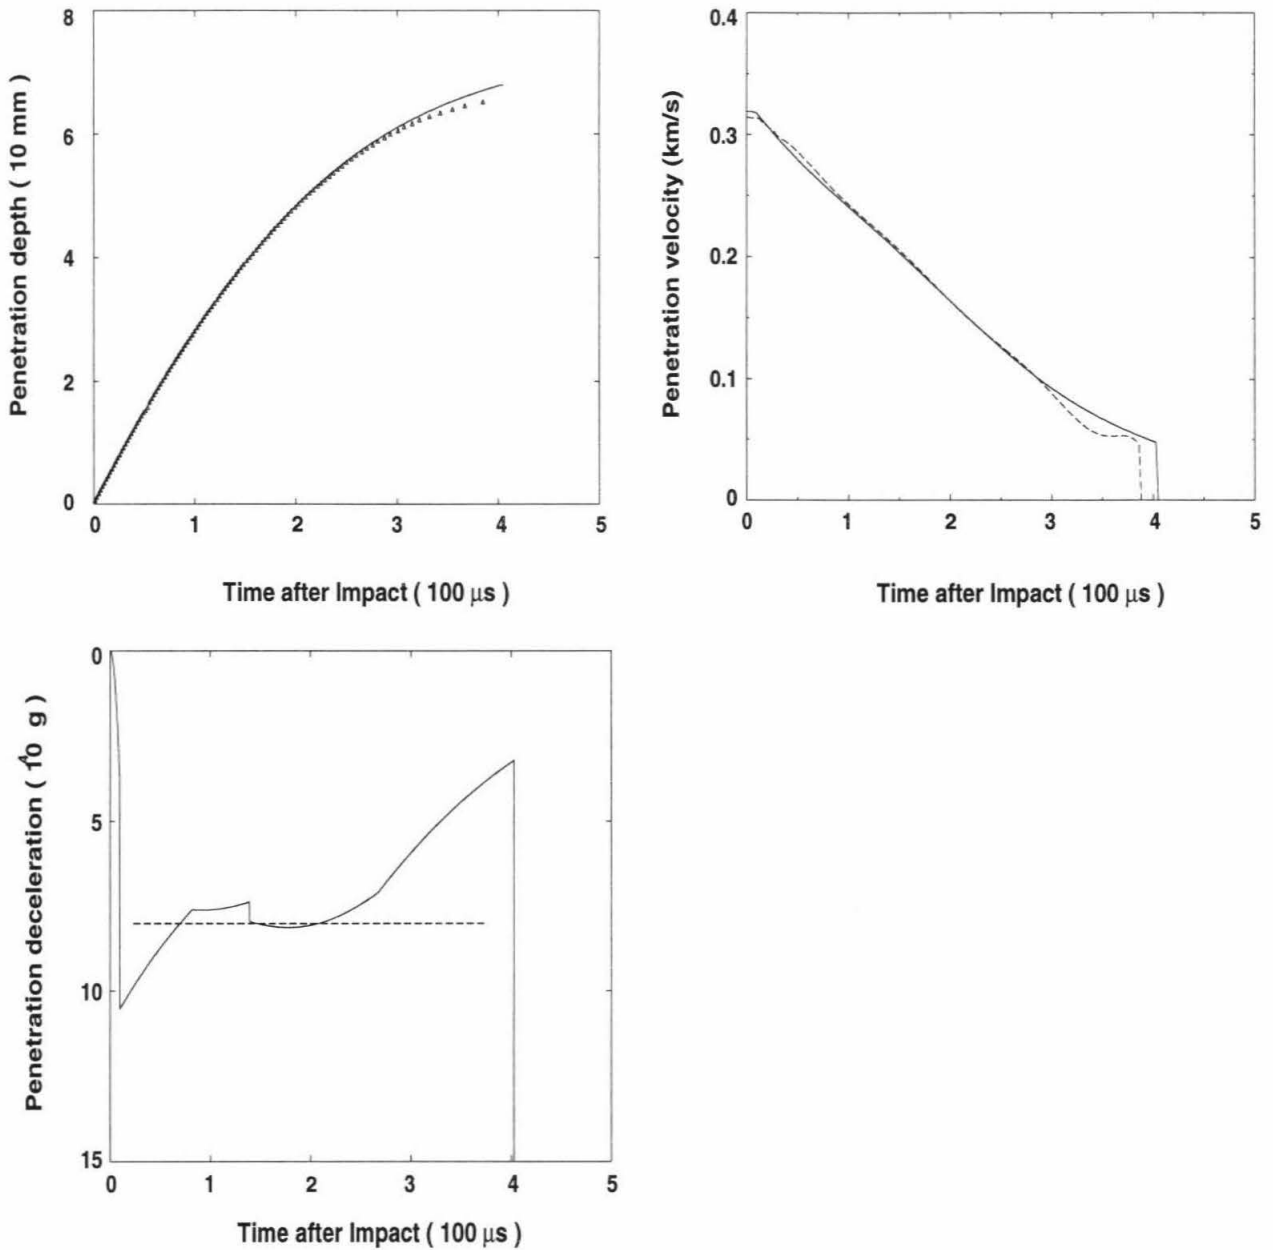 8
6
4
2
0
0 1 2 3 4 5
Penetration depth ( 10 mm )
Time after Impact ( 100 μs )
0.4
0.3
0.2
0.1
0
0 1 2 3 4 5
Penetration velocity (km/s)
Time after Impact ( 100 μs )
0
5
10
15
0 1 2 3 4 5
Penetration deceleration ( 10^4 g )
Time after Impact ( 100 μs )